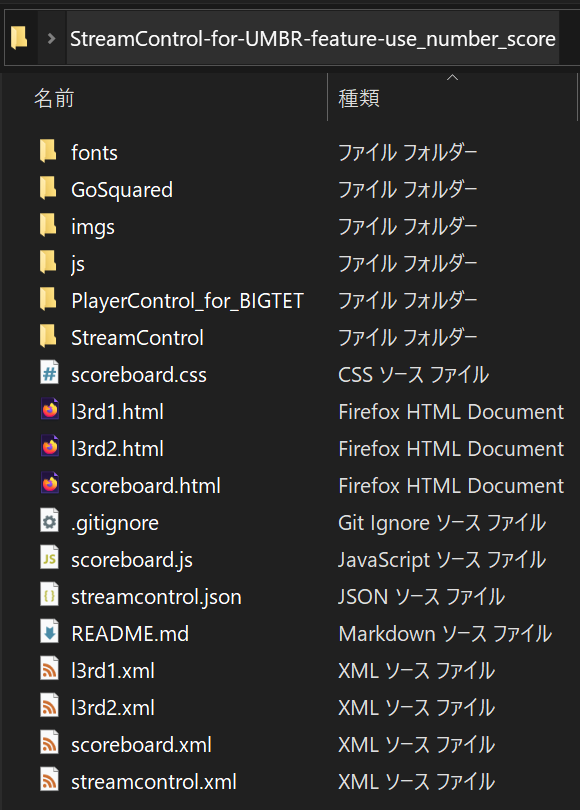 StreamControl-for-UMBR-feature-use_number_score
名前 種類
fonts ファイル フォルダー
GoSquared ファイル フォルダー
imgs ファイル フォルダー
js ファイル フォルダー
PlayerControl_for_BIGTET ファイル フォルダー
StreamControl ファイル フォルダー
scoreboard.css CSS ソース ファイル
l3rd1.html Firefox HTML Document
l3rd2.html Firefox HTML Document
scoreboard.html Firefox HTML Document
.gitignore Git Ignore ソース ファイル
scoreboard.js JavaScript ソース ファイル
streamcontrol.json JSON ソース ファイル
README.md Markdown ソース ファイル
l3rd1.xml XML ソース ファイル
l3rd2.xml XML ソース ファイル
scoreboard.xml XML ソース ファイル
streamcontrol.xml XML ソース ファイル